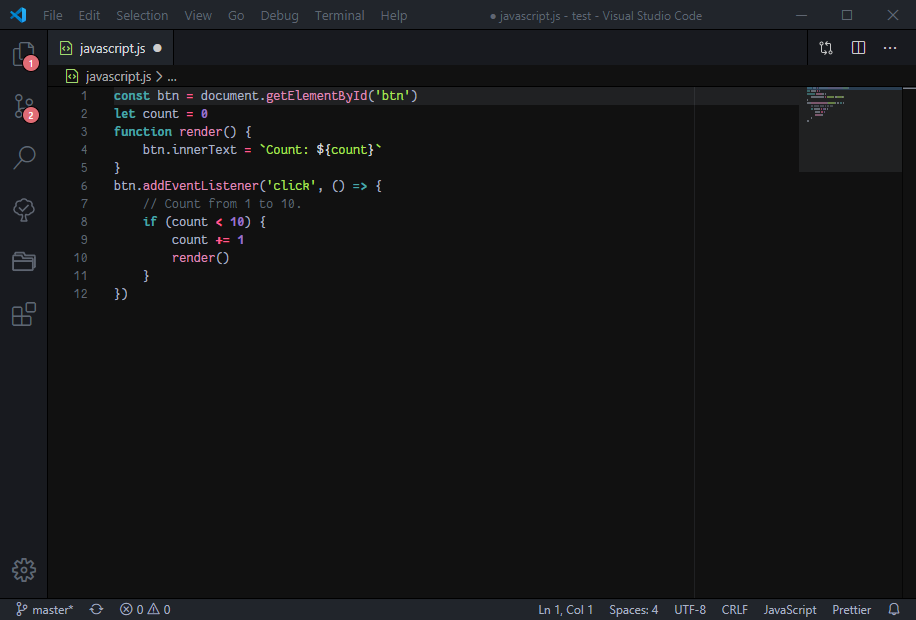 File Edit Selection View Go Debug Terminal Help ● javascript.js - test - Visual Studio Code
javascript.js ●
javascript.js > ...
1 const btn = document.getElementById('btn')
2 let count = 0
3 function render() {
4 btn.innerText = `Count: ${count}`
5 }
6 btn.addEventListener('click', () => {
7 // Count from 1 to 10.
8 if (count < 10) {
9 count += 1
10 render()
11 }
12 })
1
2
master* 0 0 Ln 1, Col 1 Spaces: 4 UTF-8 CRLF JavaScript Prettier